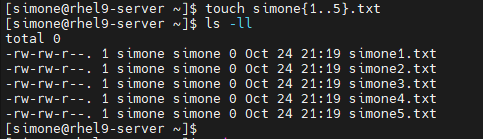 [simone@rhel9-server ~]$ touch simone{1..5}.txt
[simone@rhel9-server ~]$ ls -ll
total 0
-rw-rw-r--. 1 simone simone 0 Oct 24 21:19 simone1.txt
-rw-rw-r--. 1 simone simone 0 Oct 24 21:19 simone2.txt
-rw-rw-r--. 1 simone simone 0 Oct 24 21:19 simone3.txt
-rw-rw-r--. 1 simone simone 0 Oct 24 21:19 simone4.txt
-rw-rw-r--. 1 simone simone 0 Oct 24 21:19 simone5.txt
[simone@rhel9-server ~]$